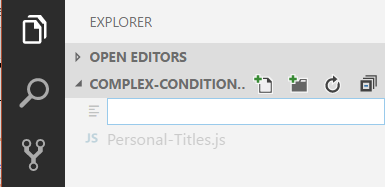 EXPLORER
OPEN EDITORS
COMPLEX-CONDITION..
JS Personal-Titles.js